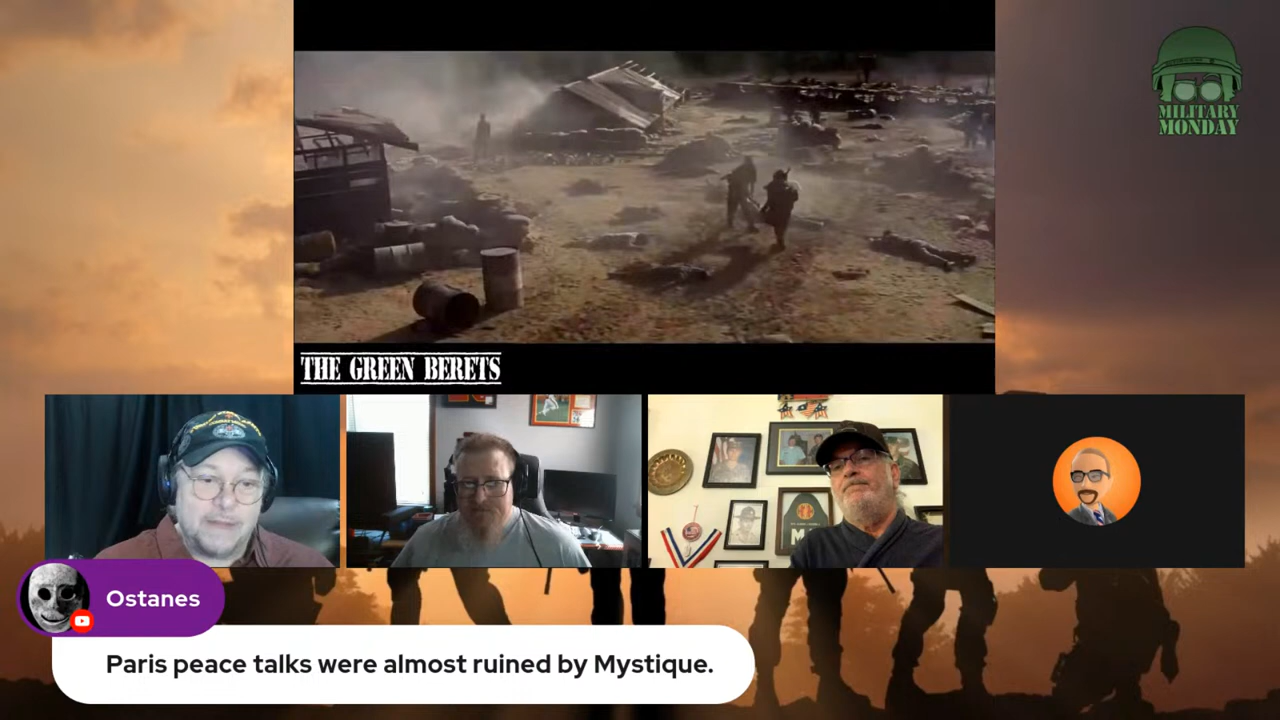 MILITARY
MONDAY
THE GREEN BERETS
Ostanes
Paris peace talks were almost ruined by Mystique.